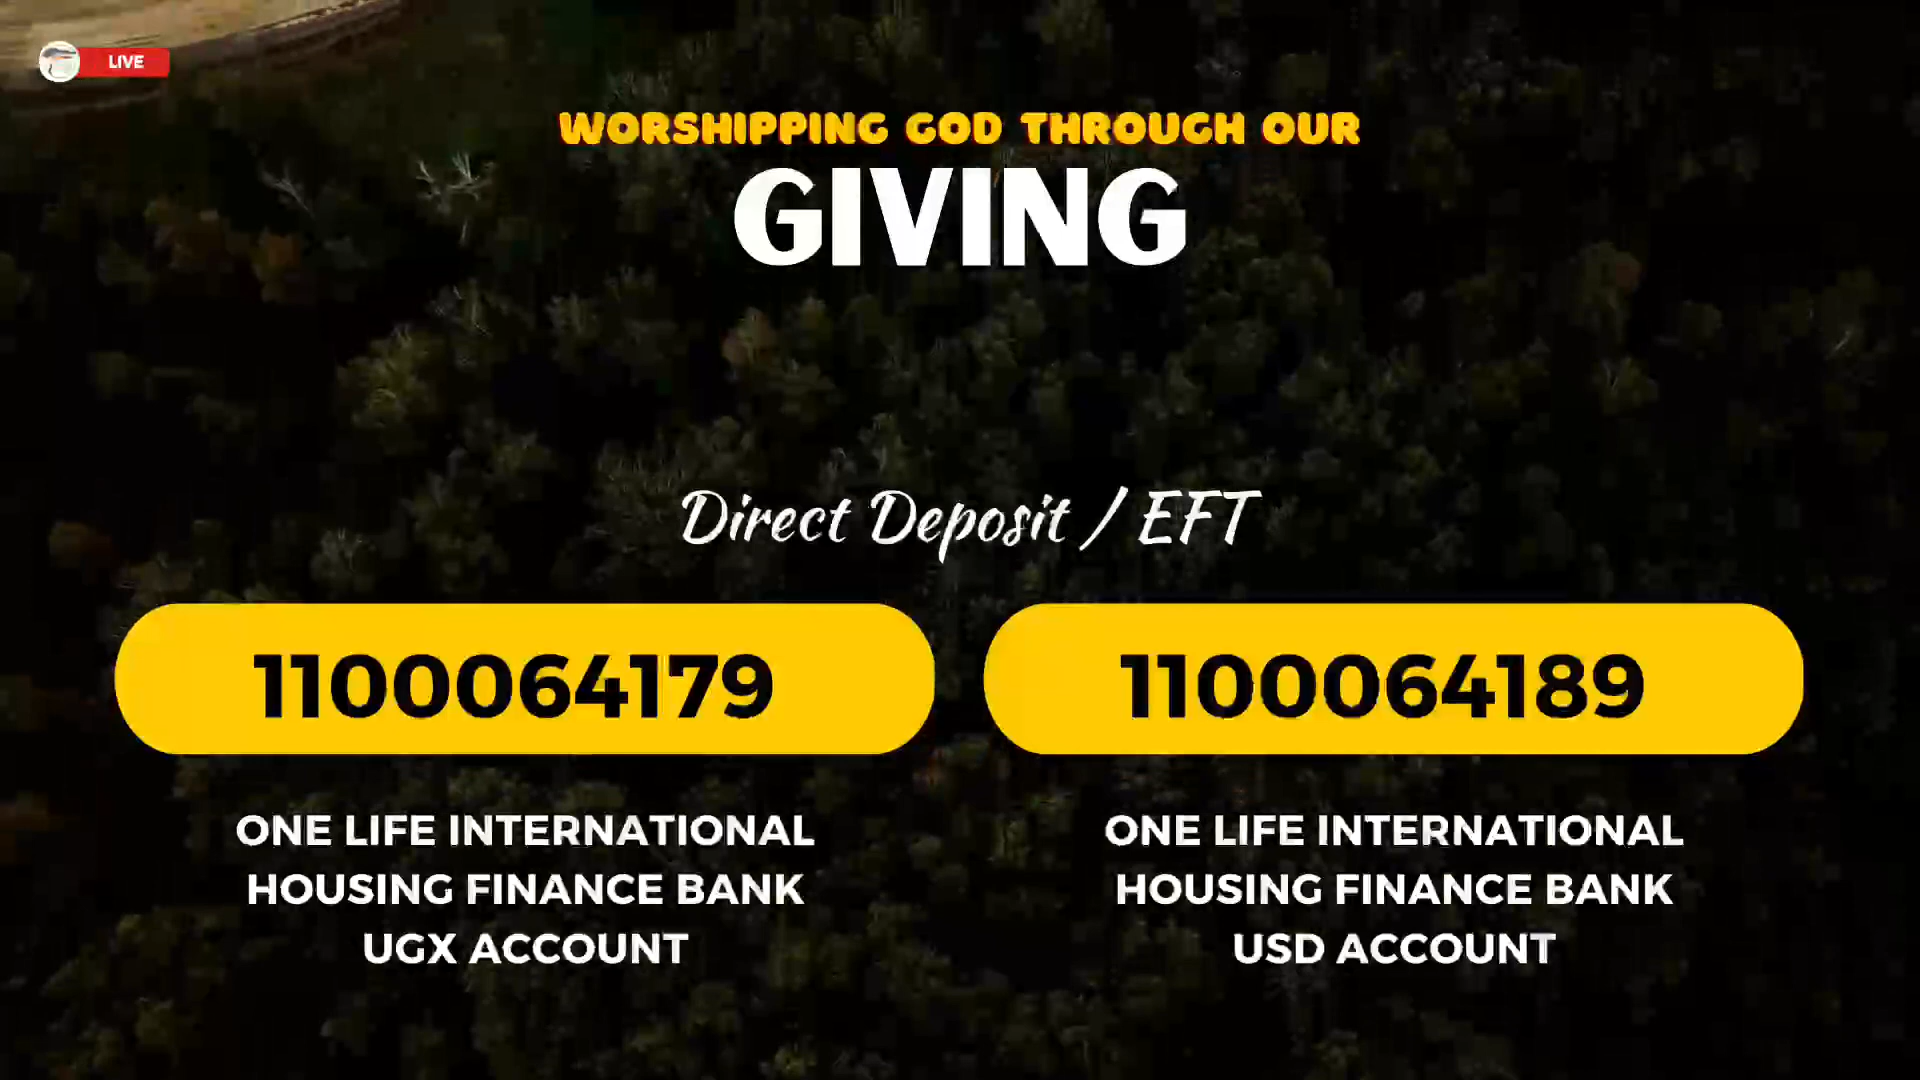 LIVE
WORSHIPPING GOD THROUGH OUR
GIVING
Direct Deposit / EFT
1100064179
1100064189
ONE LIFE INTERNATIONAL
HOUSING FINANCE BANK
UGX ACCOUNT
ONE LIFE INTERNATIONAL
HOUSING FINANCE BANK
USD ACCOUNT